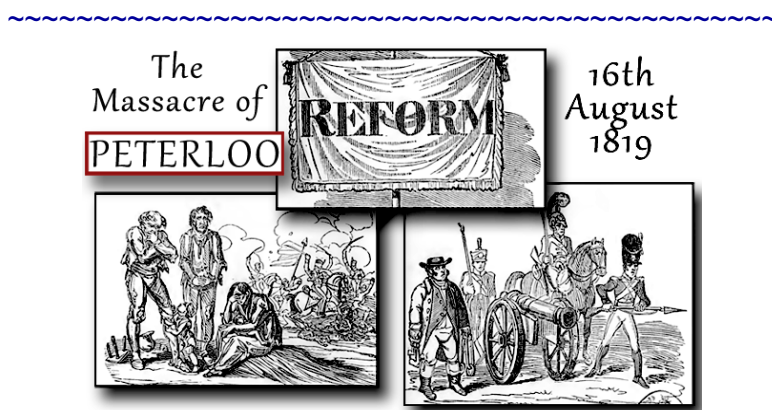 The
Massacre of
PETERLOO
REFORM
16th
August
1819